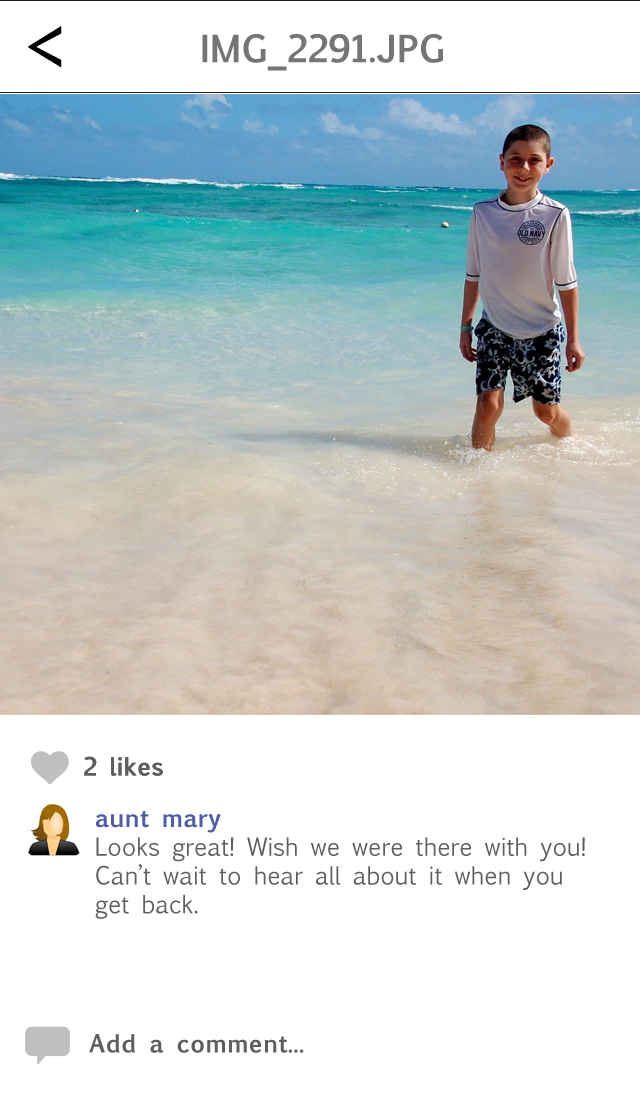 IMG_2291.JPG
OLD NAVY
2 likes
aunt mary
Looks great! Wish we were there with you!
Can't wait to hear all about it when you
get back.
Add a comment...